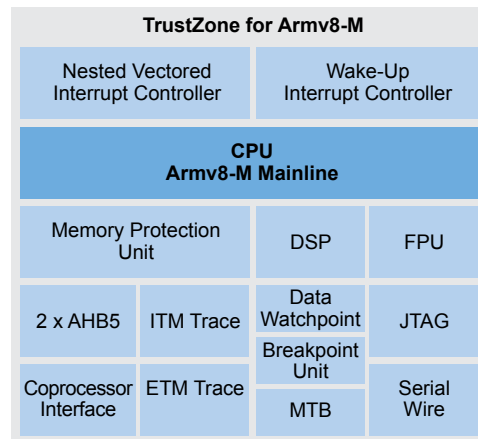 TrustZone for Armv8-M
Nested Vectored
Interrupt Controller
Wake-Up
Interrupt Controller
CPU
Armv8-M Mainline
Memory Protection
Unit
DSP
FPU
2 x AHB5
ITM Trace
Data
Watchpoint
JTAG
Breakpoint
Unit
Coprocessor
Interface
ETM Trace
MTB
Serial
Wire